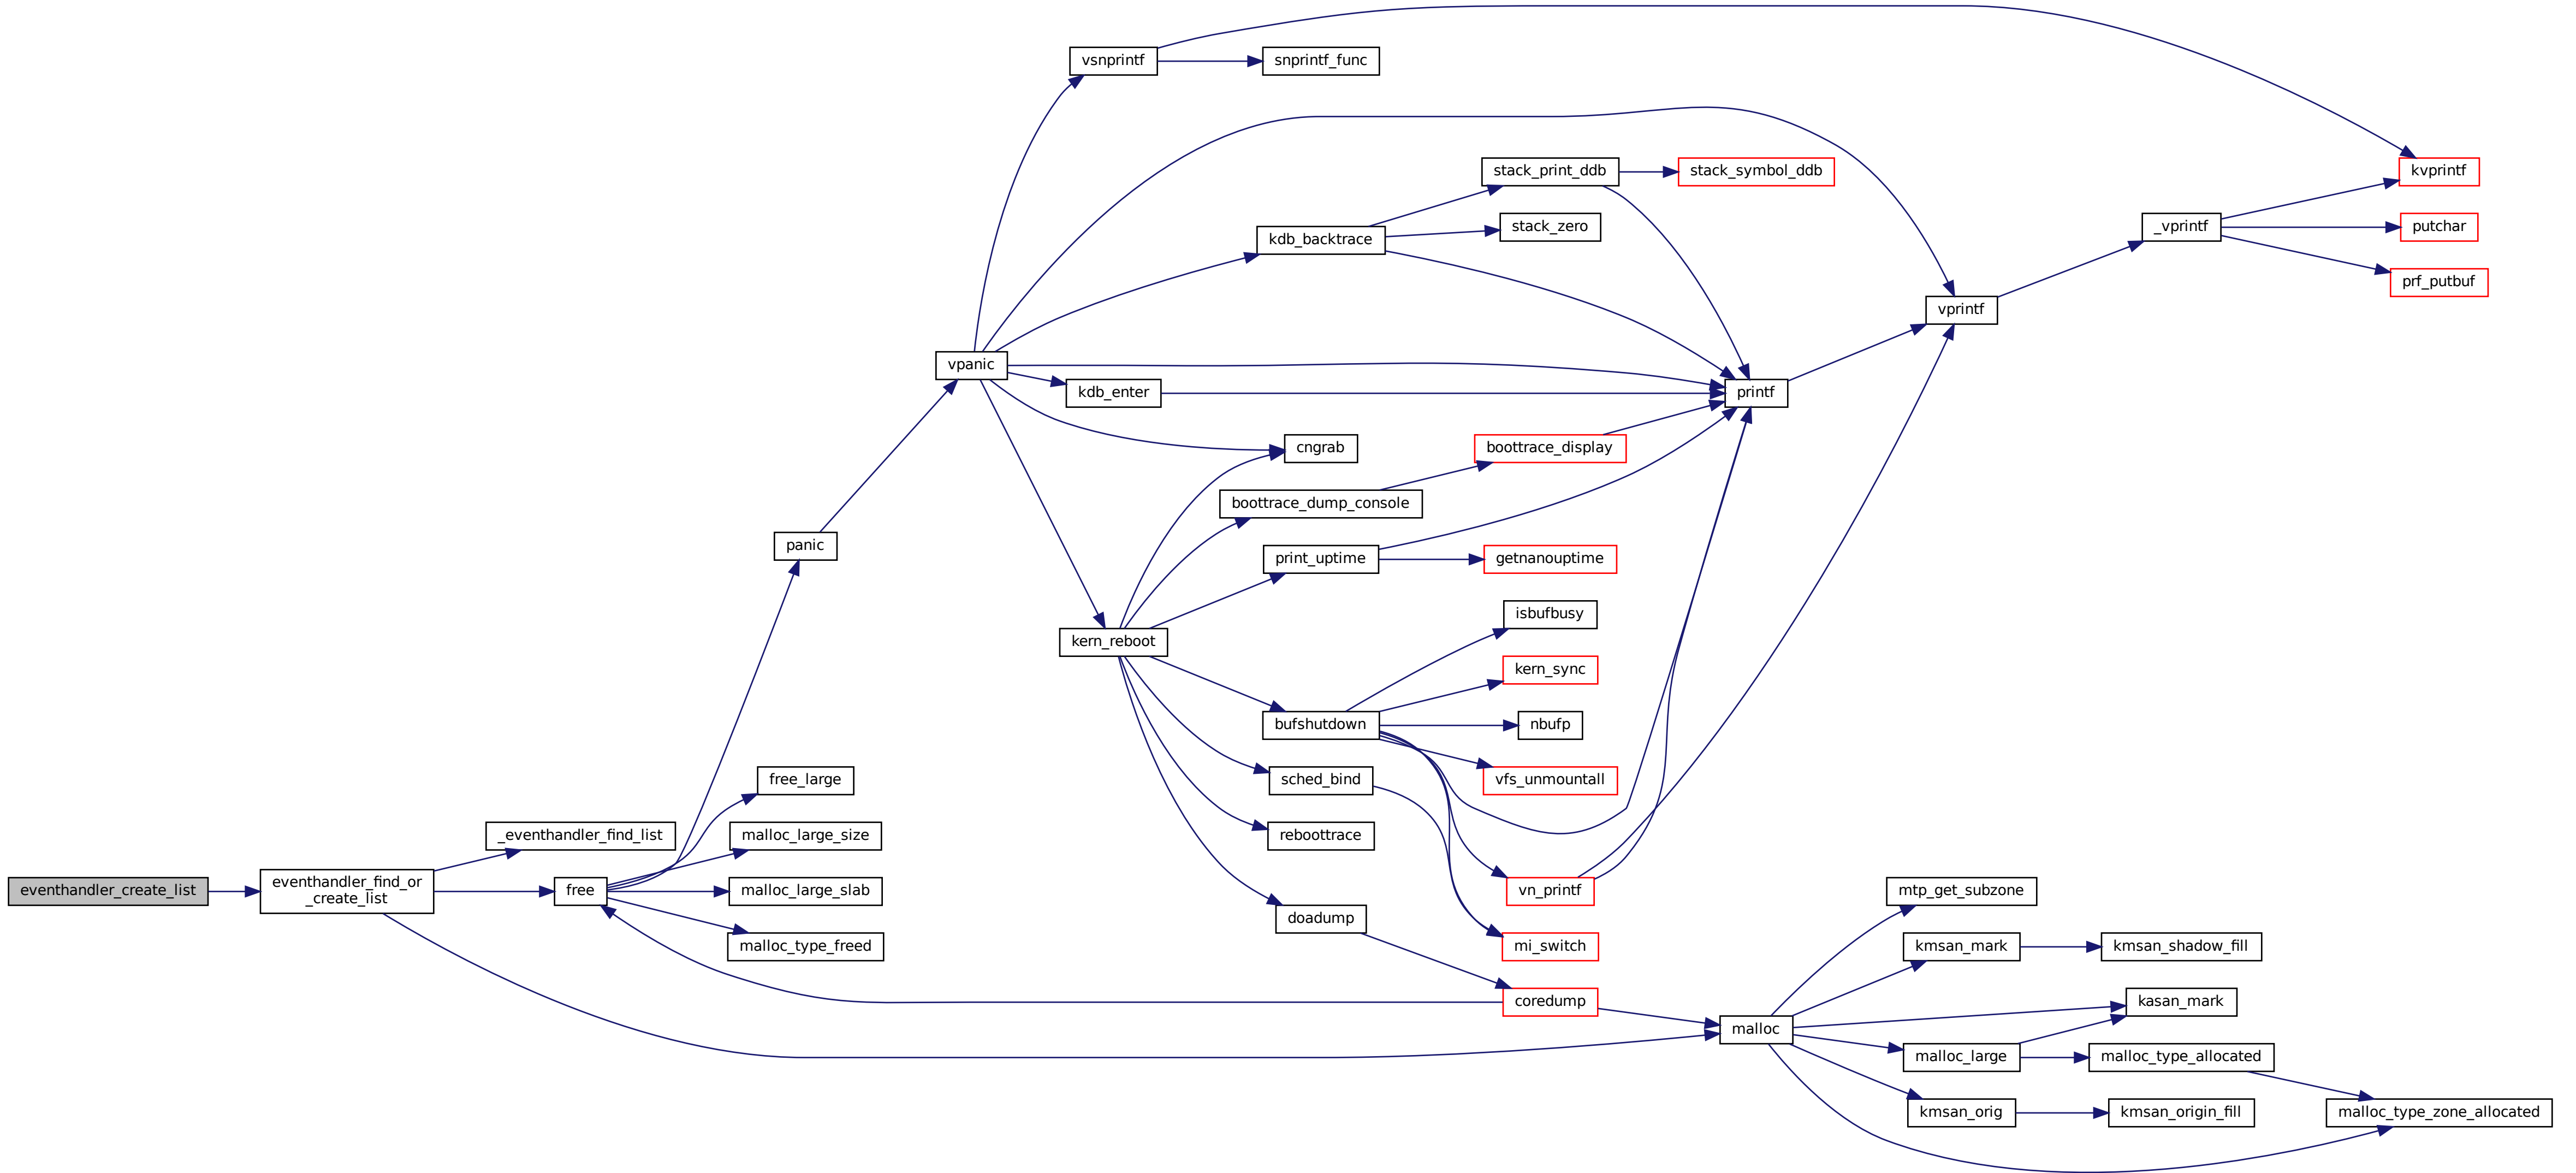 vsnprintf
snprintf_func
stack_print_ddb
stack_symbol_ddb
kvprintf
kdb_backtrace
stack_zero
_vprintf
putchar
prf_putbuf
vprintf
vpanic
kdb_enter
printf
cngrab
boottrace_display
boottrace_dump_console
panic
print_uptime
getnanouptime
isbufbusy
kern_reboot
kern_sync
bufshutdown
nbufp
free_large
sched_bind
vfs_unmountall
_eventhandler_find_list
malloc_large_size
reboottrace
eventhandler_create_list
eventhandler_find_or
_create_list
free
malloc_large_slab
vn_printf
mtp_get_subzone
doadump
malloc_type_freed
mi_switch
kmsan_mark
kmsan_shadow_fill
coredump
kasan_mark
malloc
malloc_large
malloc_type_allocated
kmsan_orig
kmsan_origin_fill
malloc_type_zone_allocated